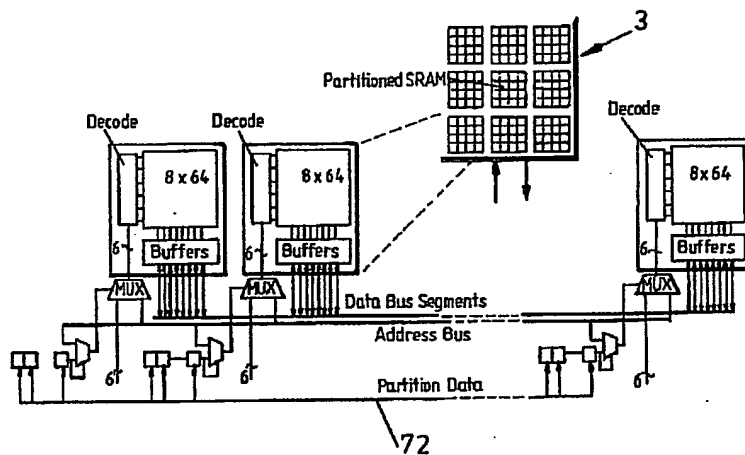 3
Partitioned SRAM
Decode
Decode
Decode
8 x 64
8 x 64
8 x 64
6
6
6
Buffers
Buffers
Buffers
MUX
MUX
MUX
Data Bus Segments
Address Bus
6
6
6
Partition Data
72